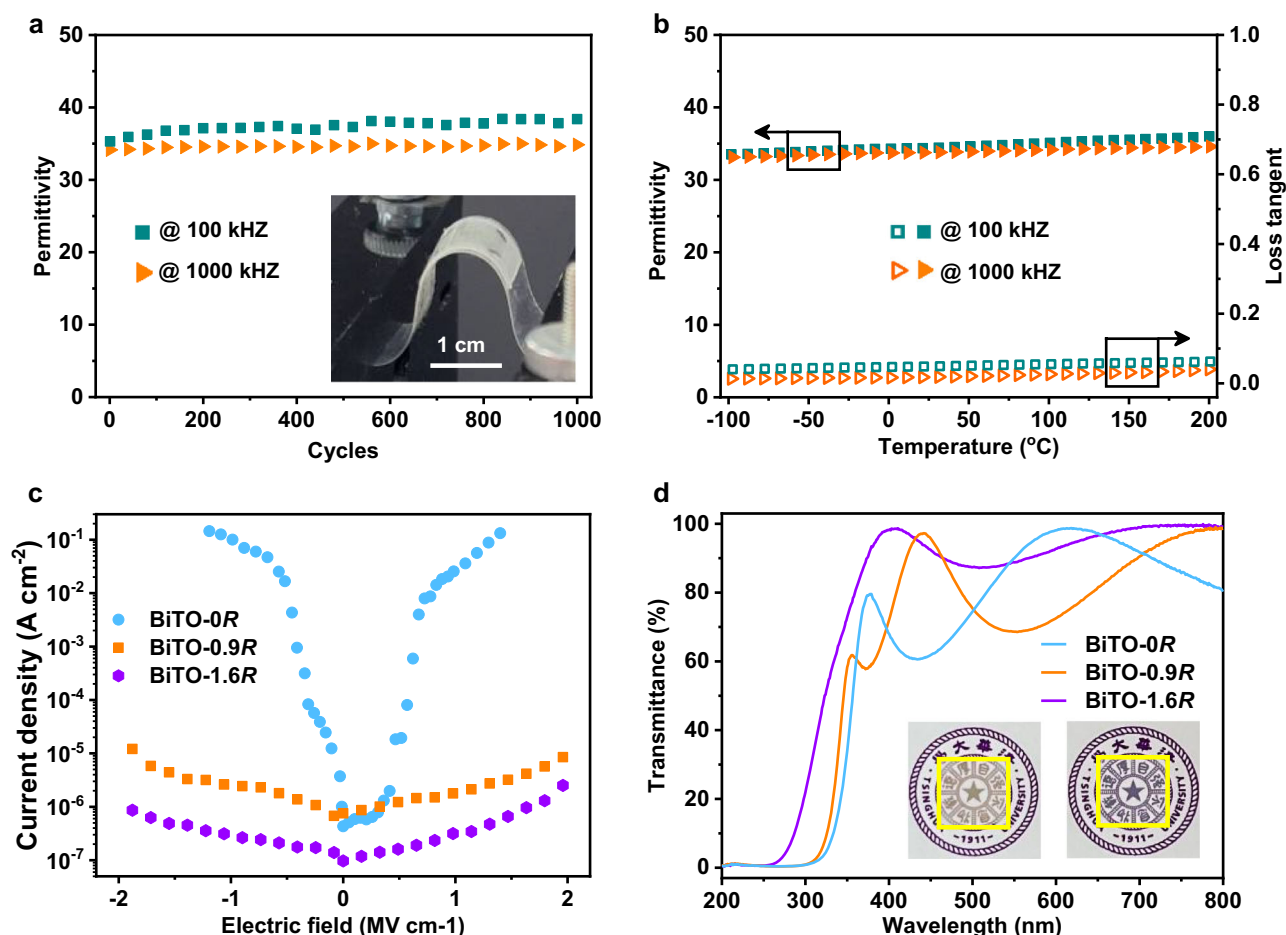 a
50
40
30
20
10
0
Permittivity
@ 100 kHZ
@ 1000 kHZ
1 cm
0 200 400 600 800 1000
Cycles
b
50
40
30
20
10
0
Permittivity
1.0
0.8
0.6
0.4
0.2
0.0
Loss tangent
@ 100 kHZ
@ 1000 kHZ
-100 -50 0 50 100 150 200
Temperature (°C)
c
10-1
10-2
10-3
10-4
10-5
10-6
10-7
Current density (A cm-2)
BiTO-0R
BiTO-0.9R
BiTO-1.6R
-2 -1 0 1 2
Electric field (MV cm-1)
d
100
80
60
40
20
0
Transmittance (%)
BiTO-0R
BiTO-0.9R
BiTO-1.6R
-1911-
-1911-
200 300 400 500 600 700 800
Wavelength (nm)